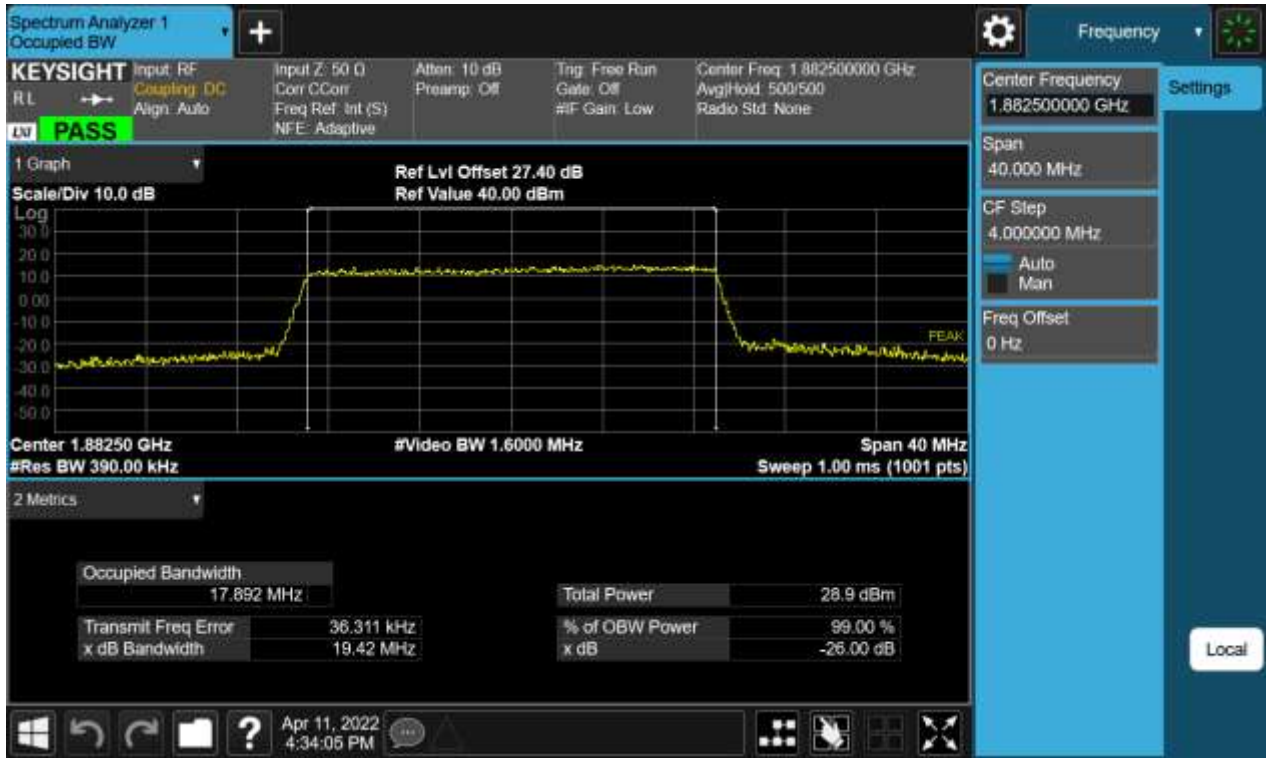 Spectrum Analyzer 1
Occupied BW
Frequency
KEYSIGHT
RL
LXI
PASS
Input: RF
Coupling: DC
Align: Auto
Input Z: 50 Ω
Corr CCorr
Freq Ref: Int (S)
NFE: Adaptive
Atten: 10 dB
Preamp: Off
Trig: Free Run
Gate: Off
#IF Gain: Low
Center Freq: 1.882500000 GHz
Avg|Hold: 500/500
Radio Std: None
1 Graph
Scale/Div 10.0 dB
Ref Lvl Offset 27.40 dB
Ref Value 40.00 dBm
Log
30.0
20.0
10.0
0.00
-10.0
-20.0
-30.0
-40.0
-50.0
PEAK
Center 1.88250 GHz
#Video BW 1.6000 MHz
Span 40 MHz
#Res BW 390.00 kHz
Sweep 1.00 ms (1001 pts)
2 Metrics
Occupied Bandwidth
17.892 MHz
Total Power 28.9 dBm
Transmit Freq Error 36.311 kHz
% of OBW Power 99.00 %
x dB Bandwidth 19.42 MHz
x dB -26.00 dB
Apr 11, 2022
4:34:05 PM
Center Frequency
1.882500000 GHz
Settings
Span
40.000 MHz
CF Step
4.000000 MHz
Auto
Man
Freq Offset
0 Hz
Local